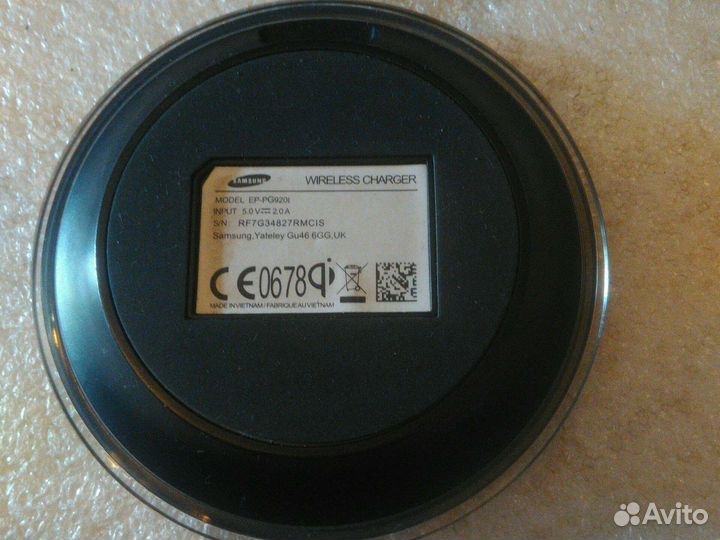 SAMSUNG WIRELESS CHARGER
MODEL EP-PG920I
INPUT 5.0V⎓2.0A
S/N: RF7G34827RMCIS
Samsung,Yateley Gu46 6GG,UK
CE0678 qi
MADE IN VIETNAM / FABRIQUE AU VIETNAM
Avito